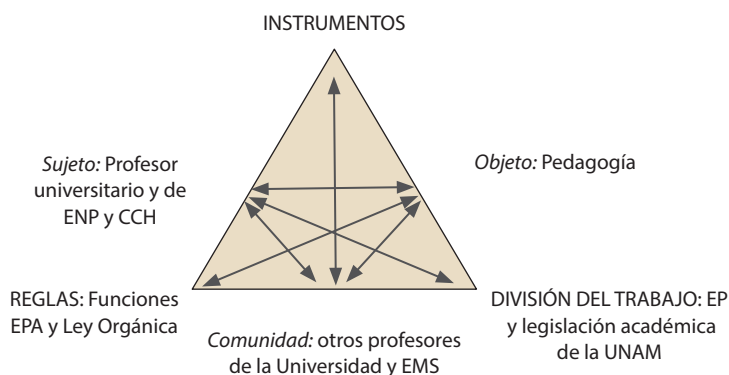 INSTRUMENTOS
Sujeto: Profesor
universitario y de
ENP y CCH
Objeto: Pedagogía
REGLAS: Funciones
EPA y Ley Orgánica
Comunidad: otros profesores
de la Universidad y EMS
DIVISIÓN DEL TRABAJO: EP
y legislación académica
de la UNAM